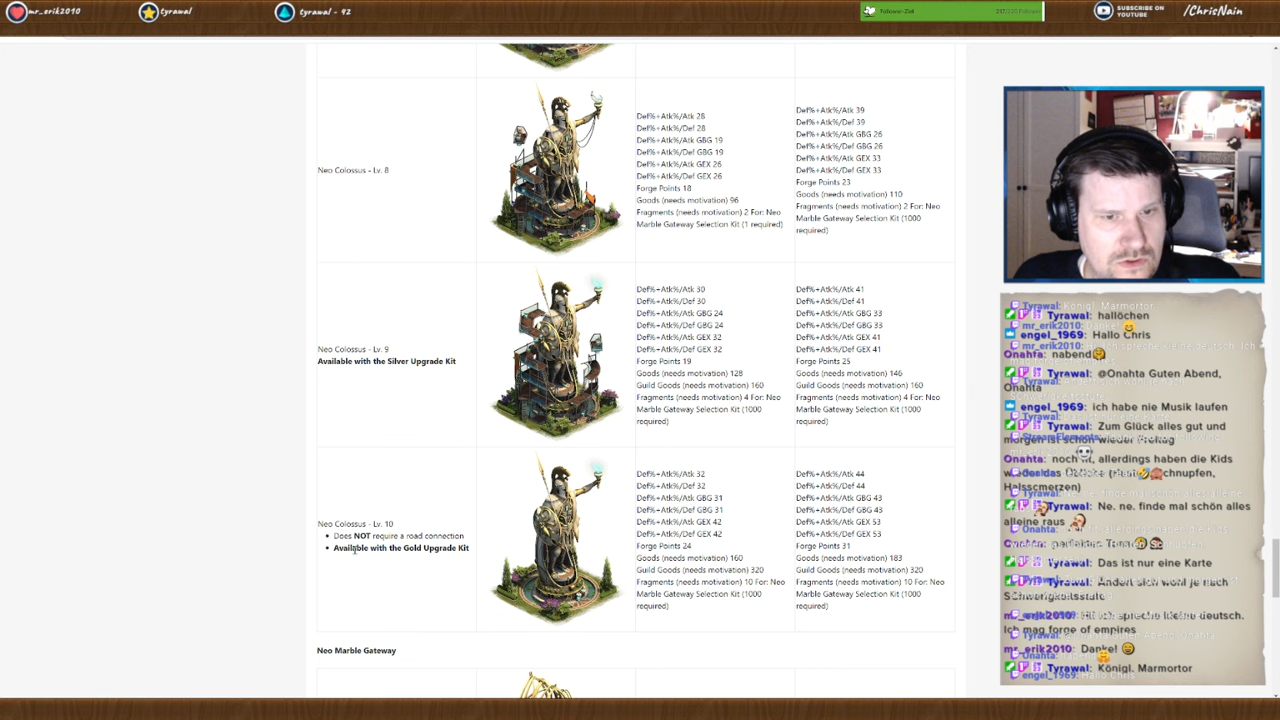 mr_erik2010
tyrawal
tyrawal - 42
Follower-Ziel
SUBSCRIBE ON
YOUTUBE
/ChrisNain
Neo Colossus - Lv. 8
Def%+Atk%/Atk 28
Def%+Atk%/Def 28
Def%+Atk%/Atk GBG 19
Def%+Atk%/Def GBG 19
Def%+Atk%/Atk GEX 26
Def%+Atk%/Def GEX 26
Forge Points 18
Goods (needs motivation) 96
Fragments (needs motivation) 2 For: Neo
Marble Gateway Selection Kit (1 required)
Def%+Atk%/Atk 39
Def%+Atk%/Def 39
Def%+Atk%/Atk GBG 26
Def%+Atk%/Def GBG 26
Def%+Atk%/Atk GEX 33
Def%+Atk%/Def GEX 33
Forge Points 23
Goods (needs motivation) 110
Fragments (needs motivation) 2 For: Neo
Marble Gateway Selection Kit (1000
required)
Neo Colossus - Lv. 9
Available with the Silver Upgrade Kit
Def%+Atk%/Atk 30
Def%+Atk%/Def 30
Def%+Atk%/Atk GBG 24
Def%+Atk%/Def GBG 24
Def%+Atk%/Atk GEX 32
Def%+Atk%/Def GEX 32
Forge Points 19
Goods (needs motivation) 128
Guild Goods (needs motivation) 160
Fragments (needs motivation) 4 For: Neo
Marble Gateway Selection Kit (1000
required)
Def%+Atk%/Atk 41
Def%+Atk%/Def 41
Def%+Atk%/Atk GBG 33
Def%+Atk%/Def GBG 33
Def%+Atk%/Atk GEX 41
Def%+Atk%/Def GEX 41
Forge Points 25
Goods (needs motivation) 146
Guild Goods (needs motivation) 160
Fragments (needs motivation) 4 For: Neo
Marble Gateway Selection Kit (1000
required)
Neo Colossus - Lv. 10
• Does NOT require a road connection
• Available with the Gold Upgrade Kit
Def%+Atk%/Atk 32
Def%+Atk%/Def 32
Def%+Atk%/Atk GBG 31
Def%+Atk%/Def GBG 31
Def%+Atk%/Atk GEX 42
Def%+Atk%/Def GEX 42
Forge Points 24
Goods (needs motivation) 160
Guild Goods (needs motivation) 320
Fragments (needs motivation) 10 For: Neo
Marble Gateway Selection Kit (1000
required)
Def%+Atk%/Atk 44
Def%+Atk%/Def 44
Def%+Atk%/Atk GBG 43
Def%+Atk%/Def GBG 43
Def%+Atk%/Atk GEX 53
Def%+Atk%/Def GEX 53
Forge Points 31
Goods (needs motivation) 183
Guild Goods (needs motivation) 320
Fragments (needs motivation) 10 For: Neo
Marble Gateway Selection Kit (1000
required)
Neo Marble Gateway
Tyrawal: hallöchen
engel_1969: Hallo Chris
Onahta: nabend
Tyrawal: @Onahta Guten Abend,
Onahta
engel_1969: ich habe nie Musik laufen
Tyrawal: Zum Glück alles gut und
morgen ist schon wieder Freitag
Onahta: noch nt, allerdings haben die Kids
Tyrawal: Ne. ne. finde mal schön alles
alleine raus
Tyrawal: Das ist nur eine Karte
mr_erik2010:
Ich mag forge of empires
mr_erik2010: Danke!
Tyrawal: Königl. Marmortor
engel_1969: Hallo Chris